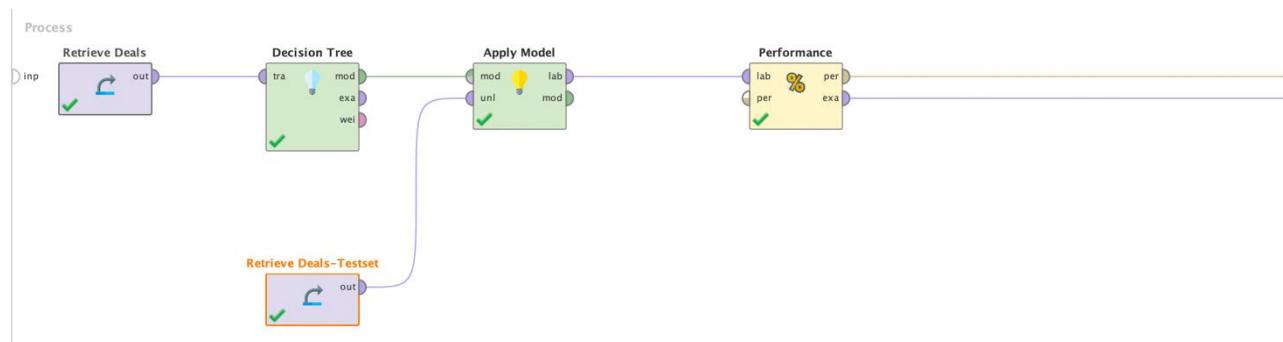 Process
Retrieve Deals
Decision Tree
Apply Model
Performance
inp
out
tra
mod
mod
lab
lab
per
exa
unl
mod
per
exa
wei
Retrieve Deals-Testset
out